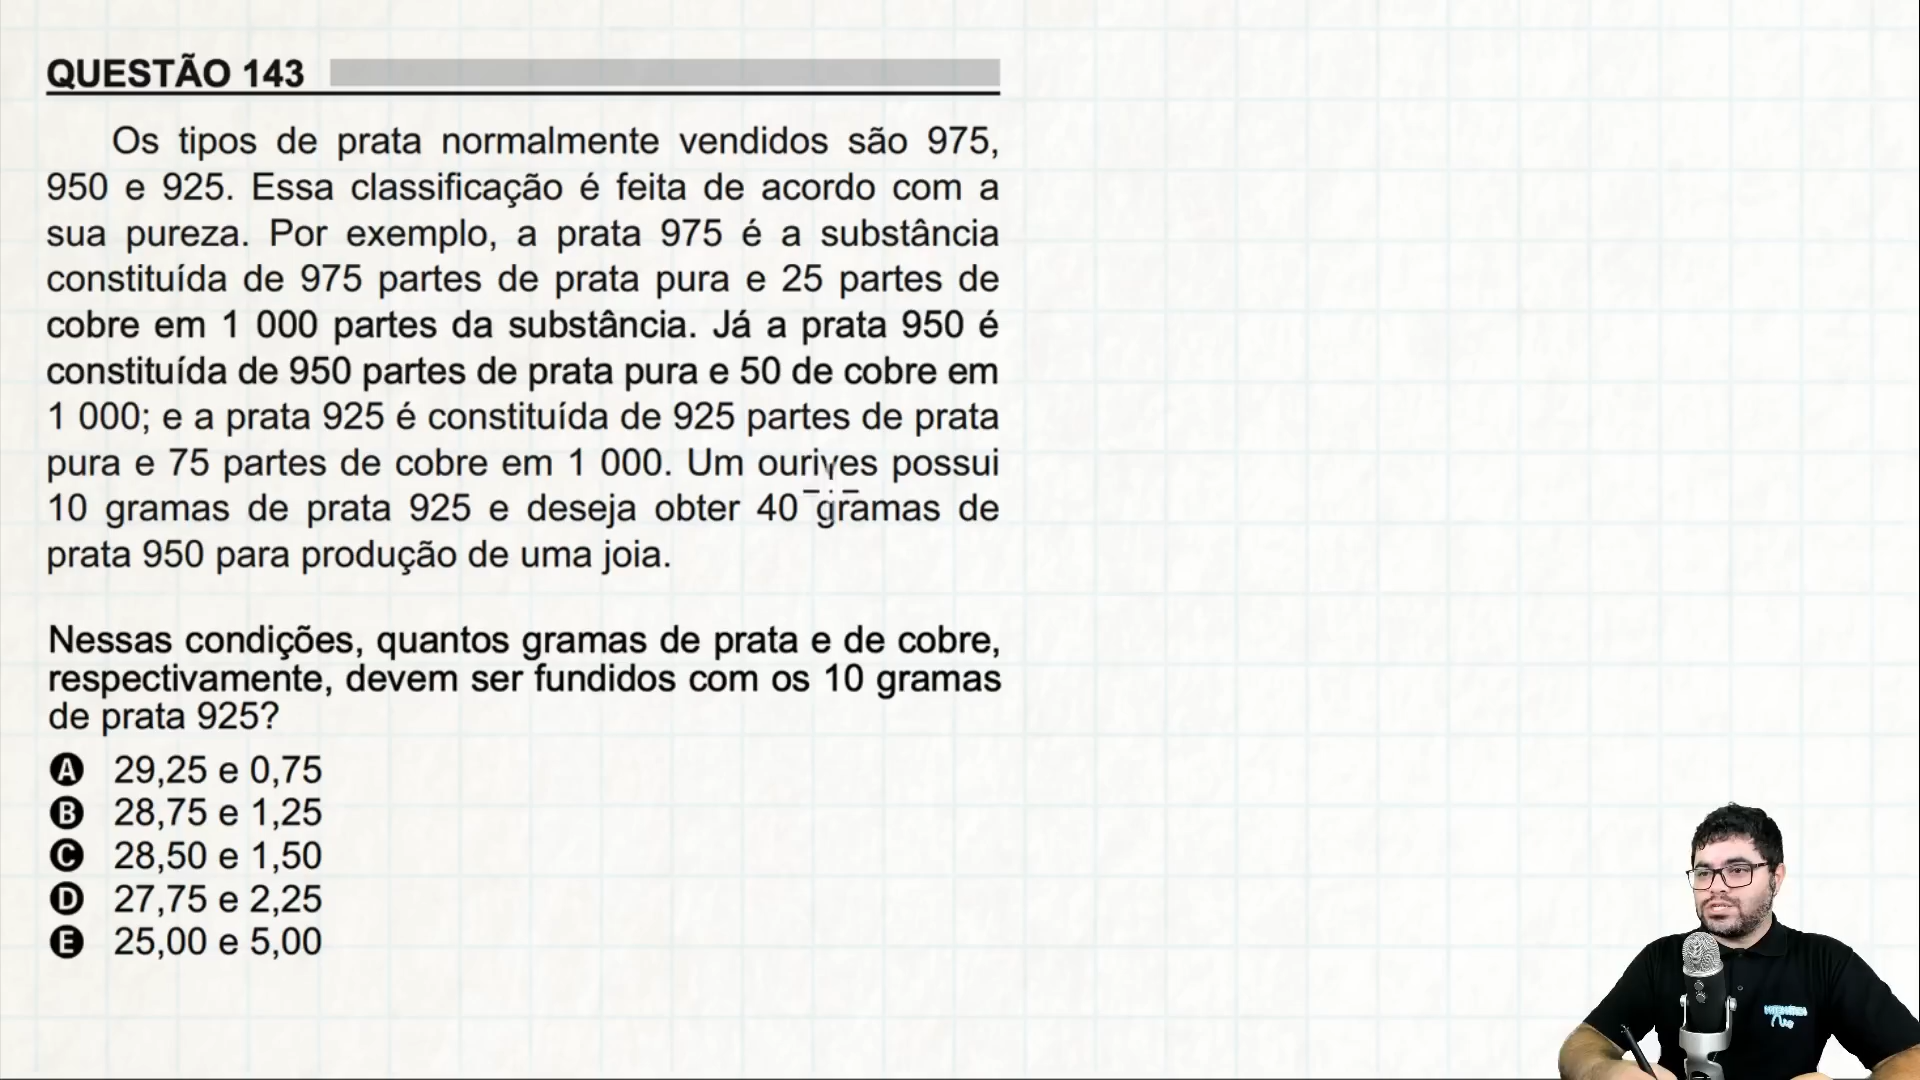 QUESTÃO 143
Os tipos de prata normalmente vendidos são 975,
950 e 925. Essa classificação é feita de acordo com a
sua pureza. Por exemplo, a prata 975 é a substância
constituída de 975 partes de prata pura e 25 partes de
cobre em 1 000 partes da substância. Já a prata 950 é
constituída de 950 partes de prata pura e 50 de cobre em
1 000; e a prata 925 é constituída de 925 partes de prata
pura e 75 partes de cobre em 1 000. Um ourives possui
10 gramas de prata 925 e deseja obter 40 gramas de
prata 950 para produção de uma joia.
Nessas condições, quantos gramas de prata e de cobre,
respectivamente, devem ser fundidos com os 10 gramas
de prata 925?
A 29,25 e 0,75
B 28,75 e 1,25
C 28,50 e 1,50
D 27,75 e 2,25
E 25,00 e 5,00